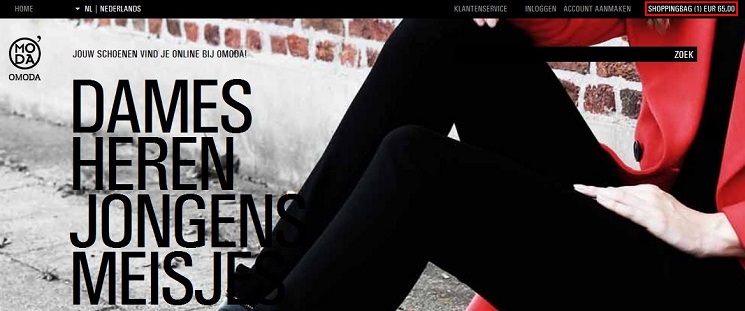 HOME
NL | NEDERLANDS
KLANTENSERVICE
INLOGGEN
ACCOUNT AANMAKEN
SHOPPINGBAG (1) EUR 65,00
MO'
DA
OMODA
JOUW SCHOENEN VIND JE ONLINE BIJ OMODA!
ZOEK
DAMES
HEREN
JONGENS
MEISJES